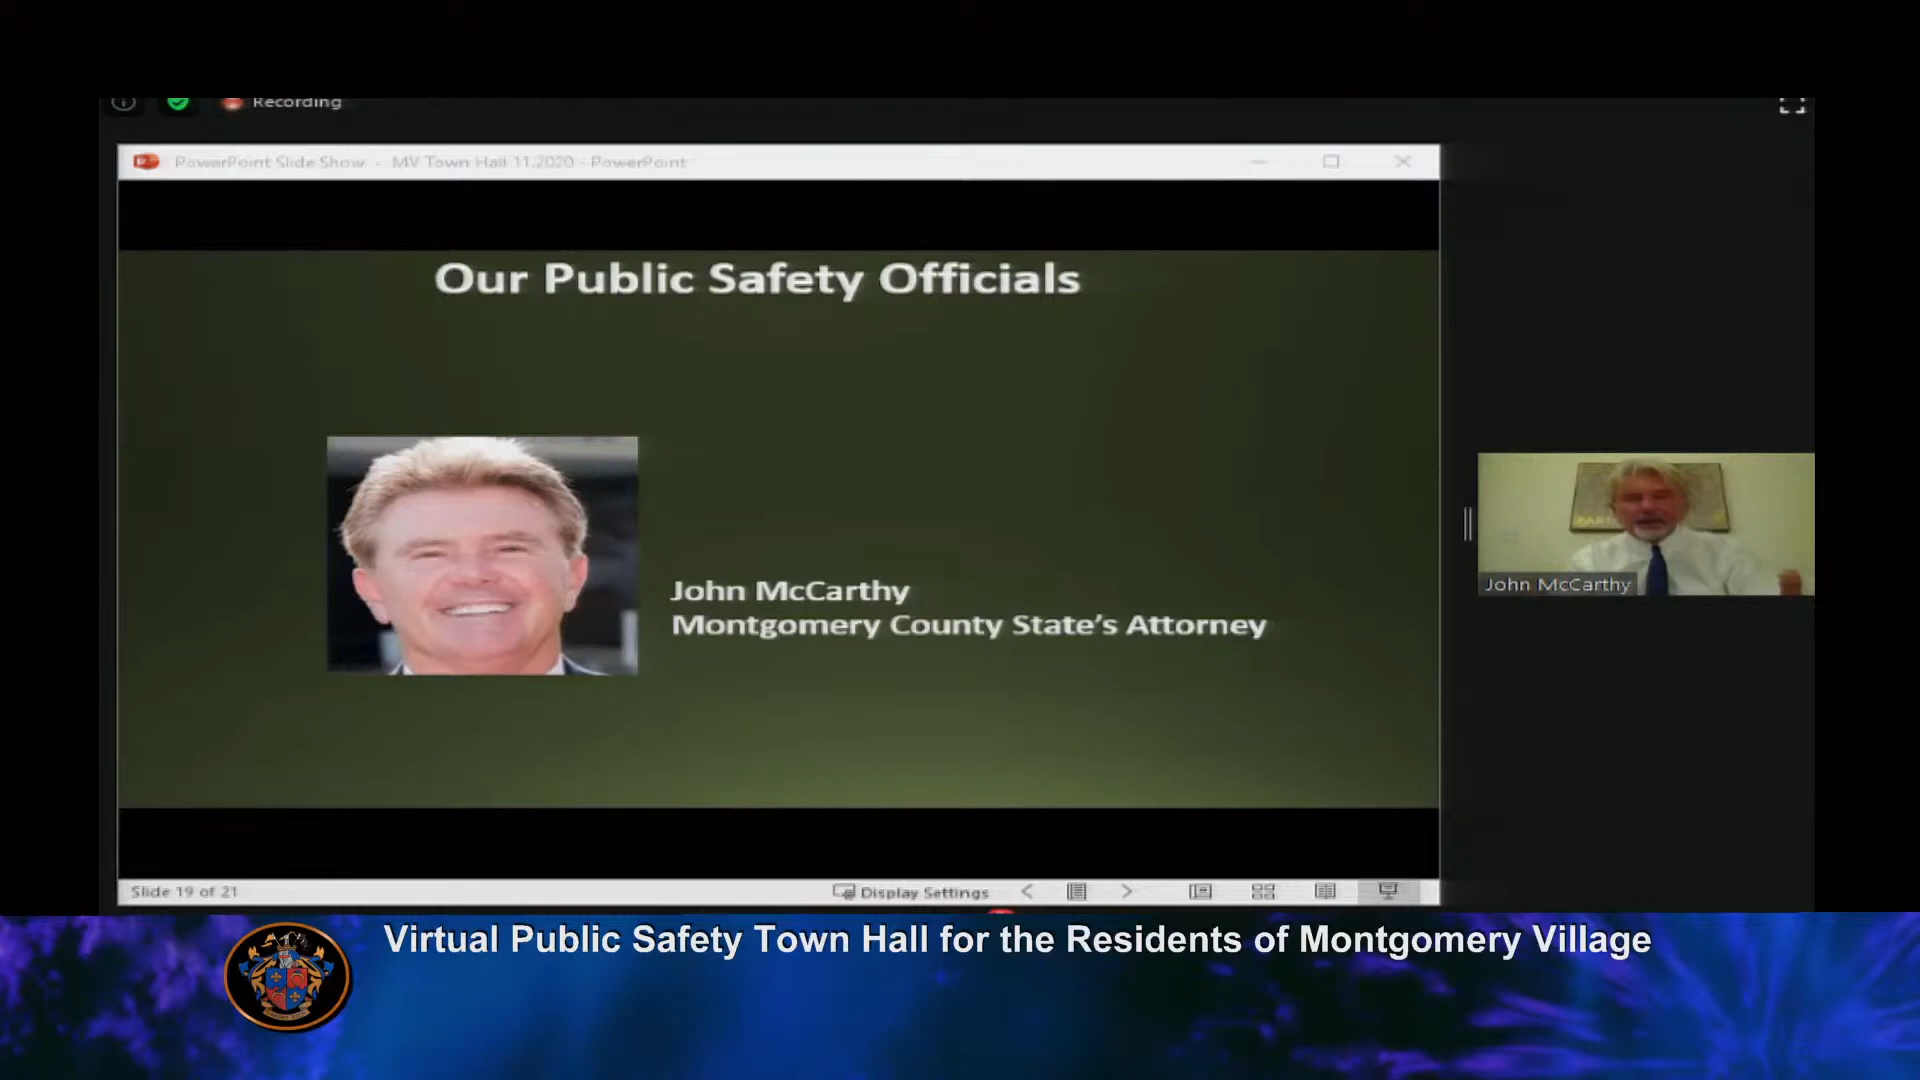 Recording
PowerPoint Slide Show - MV Town Hall 11.2020 - PowerPoint
Our Public Safety Officials
John McCarthy
Montgomery County State's Attorney
John McCarthy
Slide 19 of 21
Display Settings
Virtual Public Safety Town Hall for the Residents of Montgomery Village